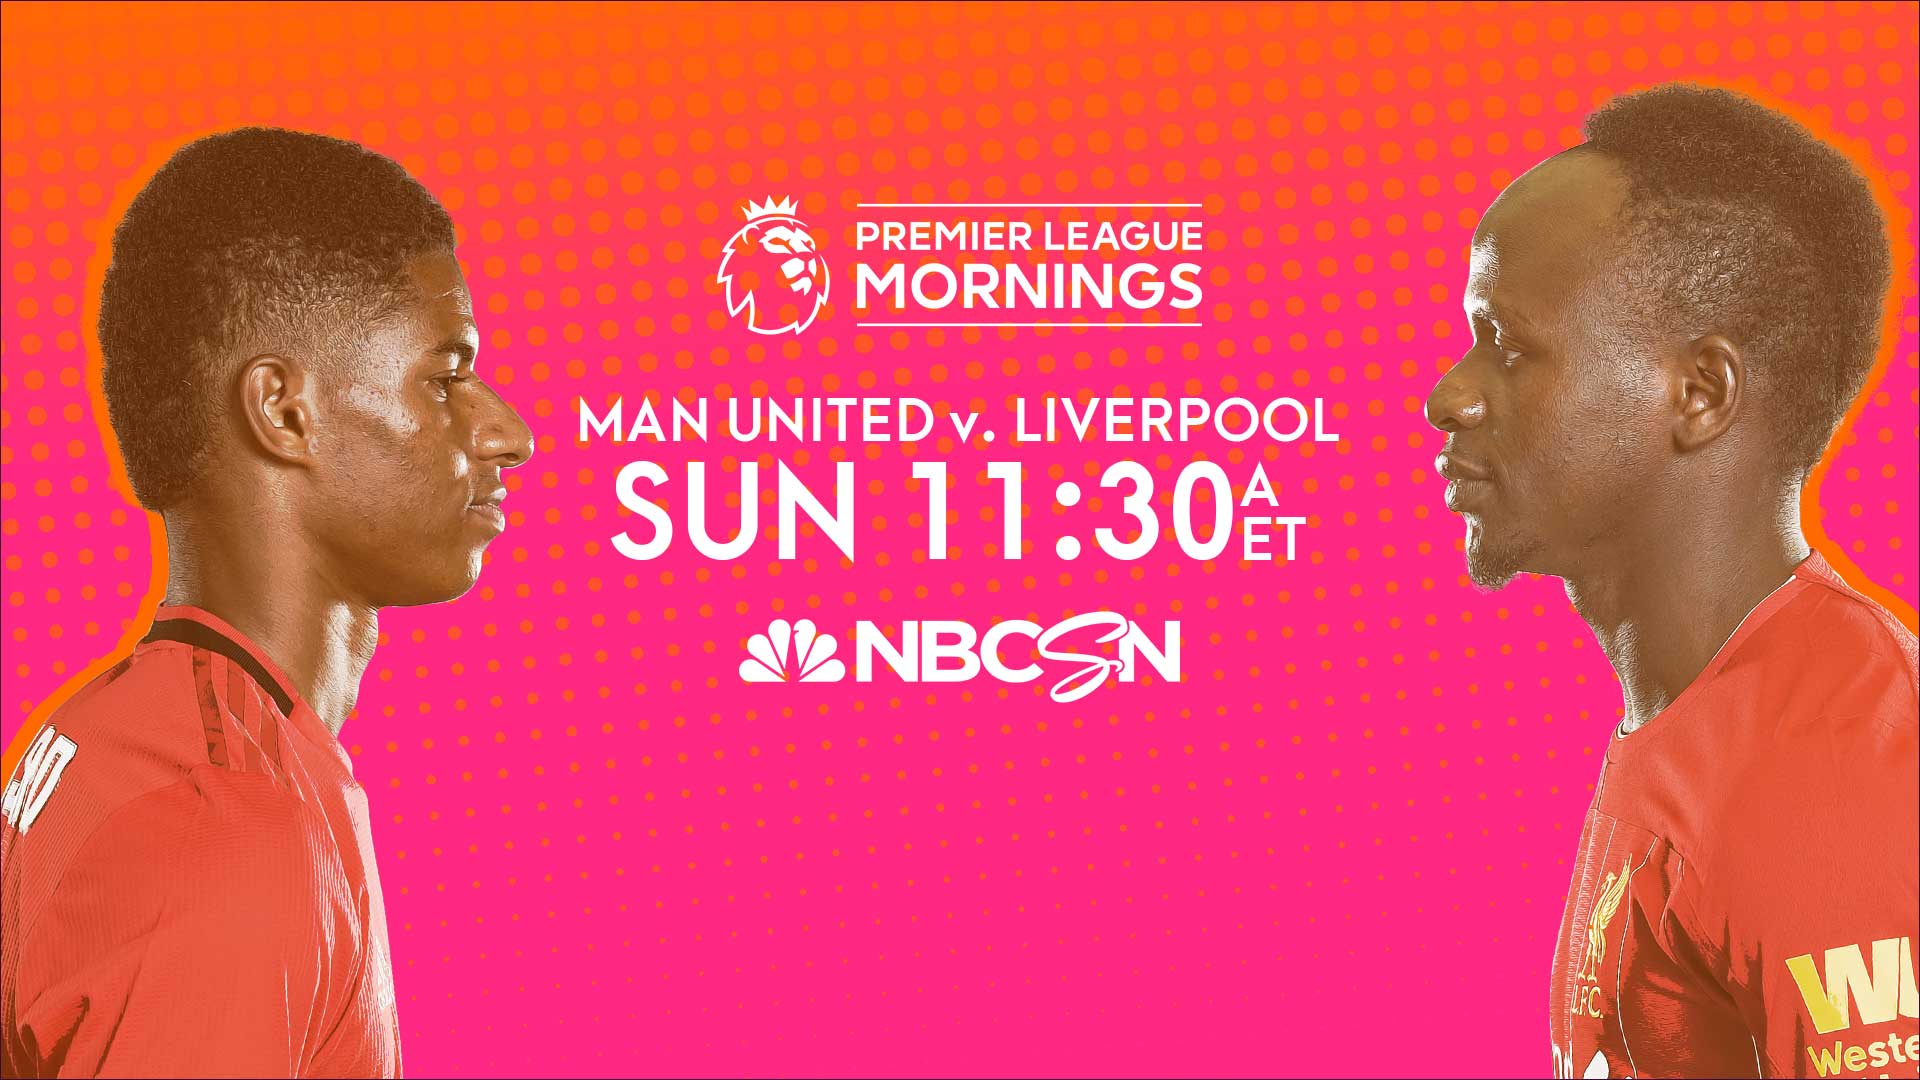 PREMIER LEAGUE
MORNINGS
MAN UNITED v. LIVERPOOL
SUN 11:30 A ET
NBCSN
L.F.C.